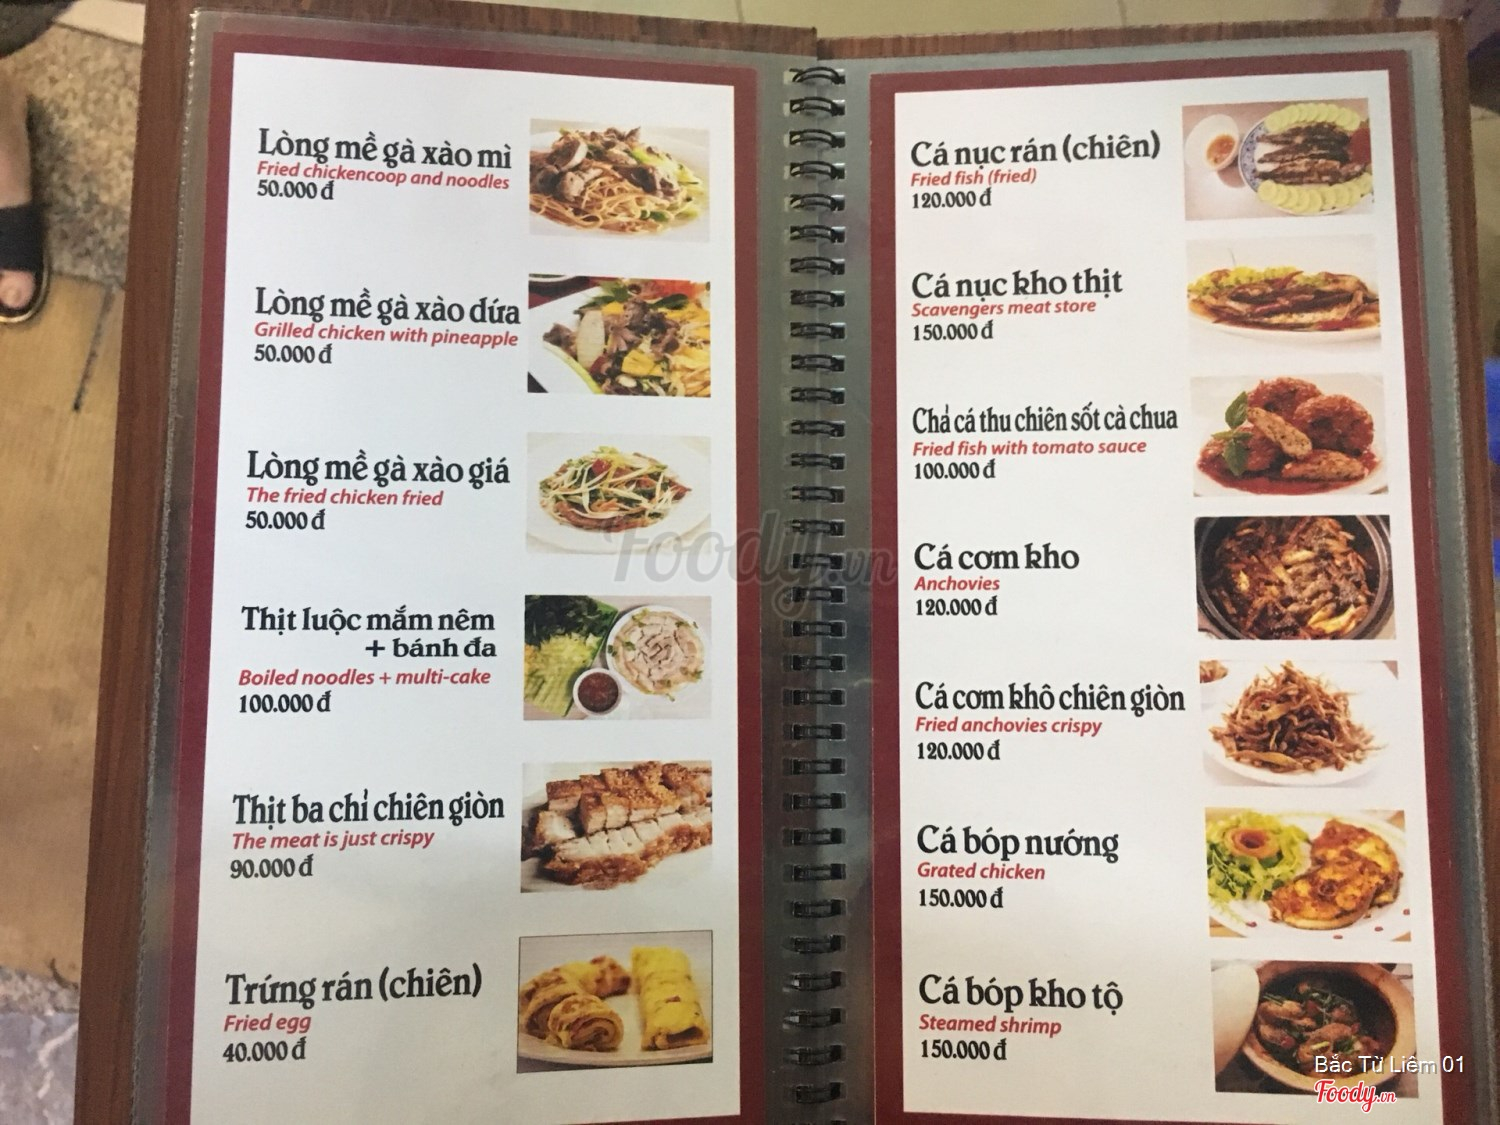 Lòng mề gà xào mì
Fried chickencoop and noodles
50.000 đ
Lòng mề gà xào dứa
Grilled chicken with pineapple
50.000 đ
Lòng mề gà xào giá
The fried chicken fried
50.000 đ
Thịt luộc mắm nêm
+ bánh đa
Boiled noodles + multi-cake
100.000 đ
Thịt ba chỉ chiên giòn
The meat is just crispy
90.000 đ
Trứng rán (chiên)
Fried egg
40.000 đ
Cá nục rán (chiên)
Fried fish (fried)
120.000 đ
Cá nục kho thịt
Scavengers meat store
150.000 đ
Chả cá thu chiên sốt cà chua
Fried fish with tomato sauce
100.000 đ
Cá cơm kho
Anchovies
120.000 đ
Cá cơm khô chiên giòn
Fried anchovies crispy
120.000 đ
Cá bóp nướng
Grated chicken
150.000 đ
Cá bóp kho tộ
Steamed shrimp
150.000 đ
Foody.vn
Bắc Từ Liêm 01
Foody.vn